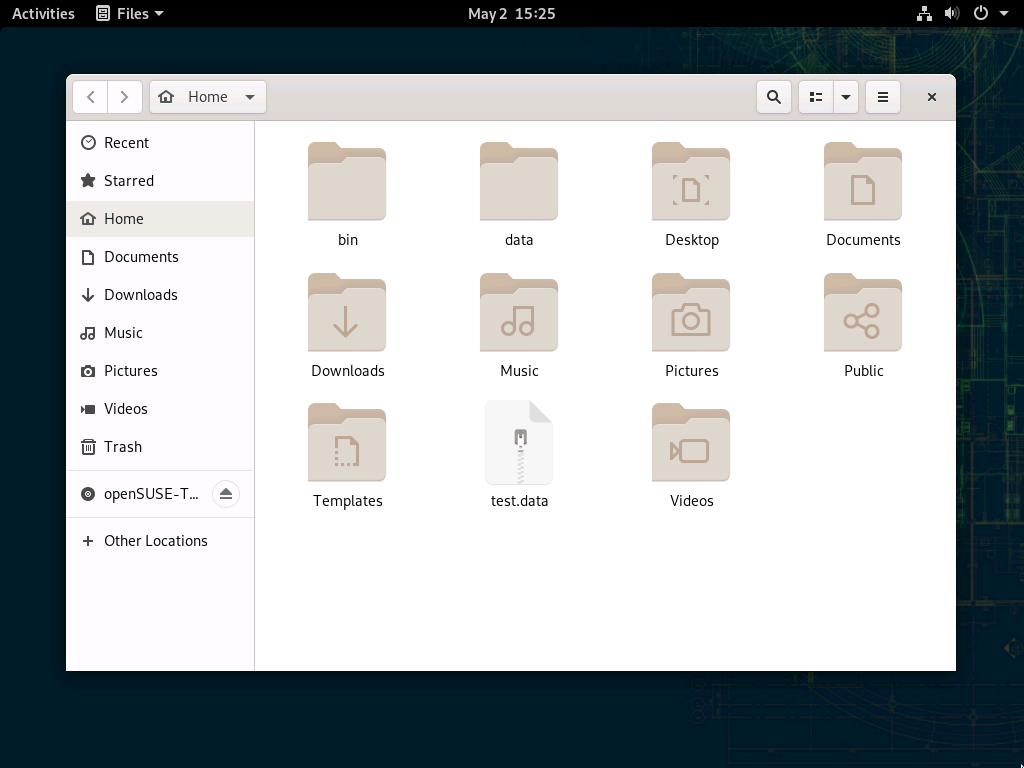 Activities Files May 2 15:25
Home
Recent
Starred
Home
Documents
Downloads
Music
Pictures
Videos
Trash
openSUSE-T...
Other Locations
bin data Desktop Documents
Downloads Music Pictures Public
Templates test.data Videos